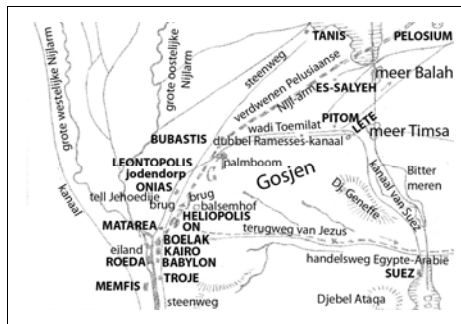 TANIS
PELOSIUM
grote westelijke Nijlarm
grote oostelijke
Nijlarm
steenweg
verdwenen Pelusiaanse
Nijl-arm
meer Balah
ES-SALYEH
PITOM
LETE
wadi Toemilat
BUBASTIS
dubbel Ramesses-kanaal
meer Timsa
LEONTOPOLIS
palmboom
jodendorp
Gosjen
kanaal van Suez
Bitter
meren
ONIAS
kanaal
tell Jehoedije
brug
brug
balsemhof
Dj. Geneffe
HELIOPOLIS
MATAREA
ON
terugweg van Jezus
BOELAK
eiland
KAIRO
ROEDA
BABYLON
handelsweg Egypte-Arabië
TROJE
SUEZ
MEMFIS
steenweg
Djebel Ataqa